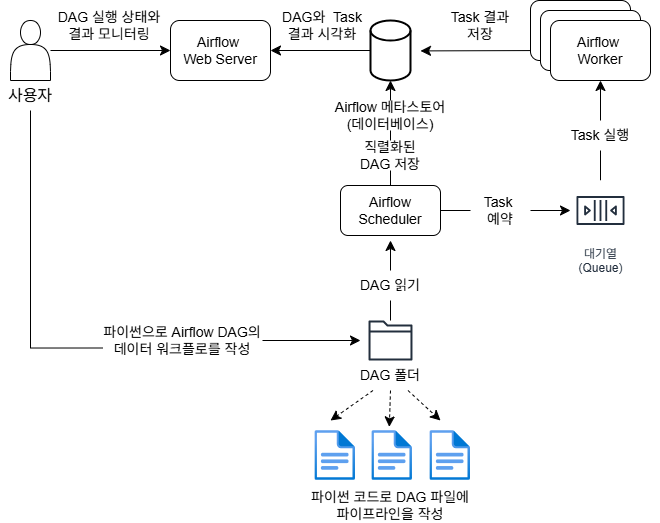 DAG 실행 상태와
결과 모니터링
사용자
Airflow
Web Server
DAG와 Task
결과 시각화
Task 결과
저장
Airflow
Worker
Airflow 메타스토어
(데이터베이스)
직렬화된
DAG 저장
Task 실행
Airflow
Scheduler
Task
예약
대기열
(Queue)
DAG 읽기
파이썬으로 Airflow DAG의
데이터 워크플로를 작성
DAG 폴더
파이썬 코드로 DAG 파일에
파이프라인을 작성